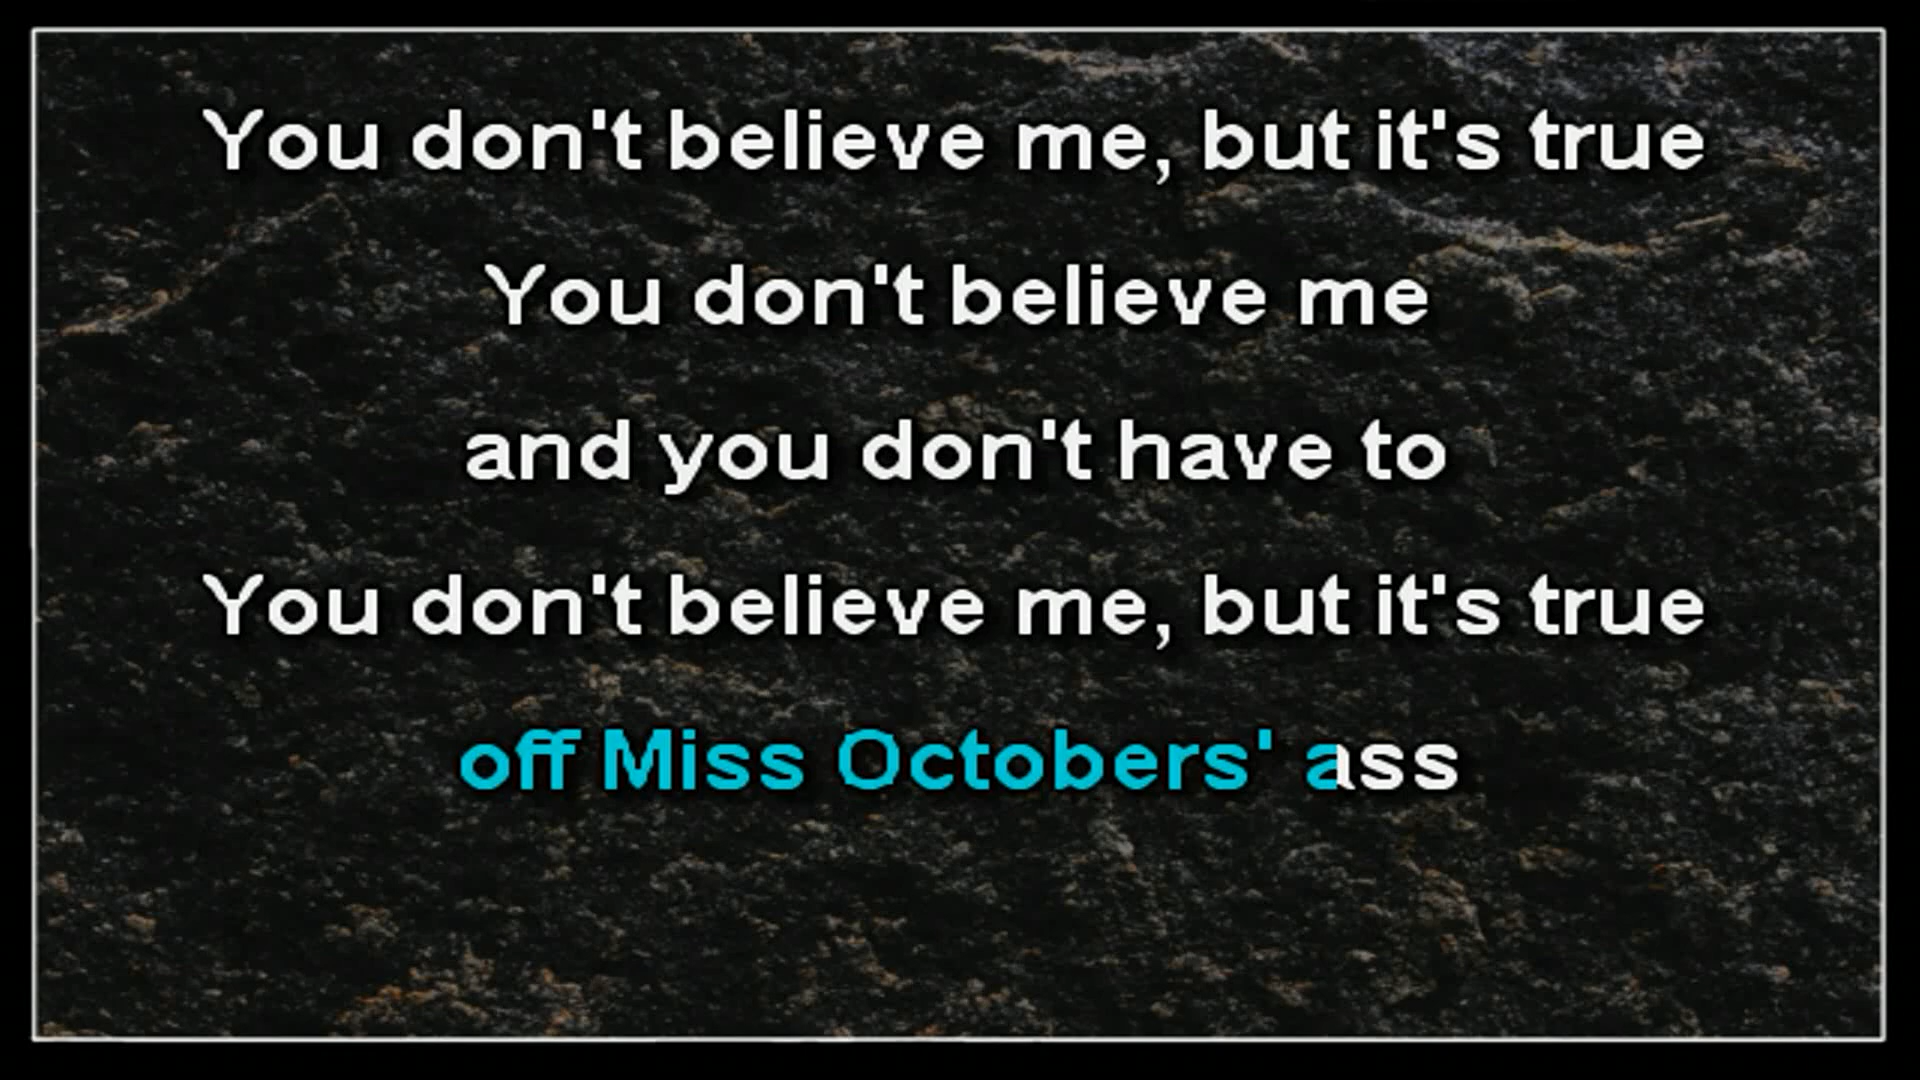 You don't believe me, but it's true
You don't believe me
and you don't have to
You don't believe me, but it's true
off Miss Octobers' ass